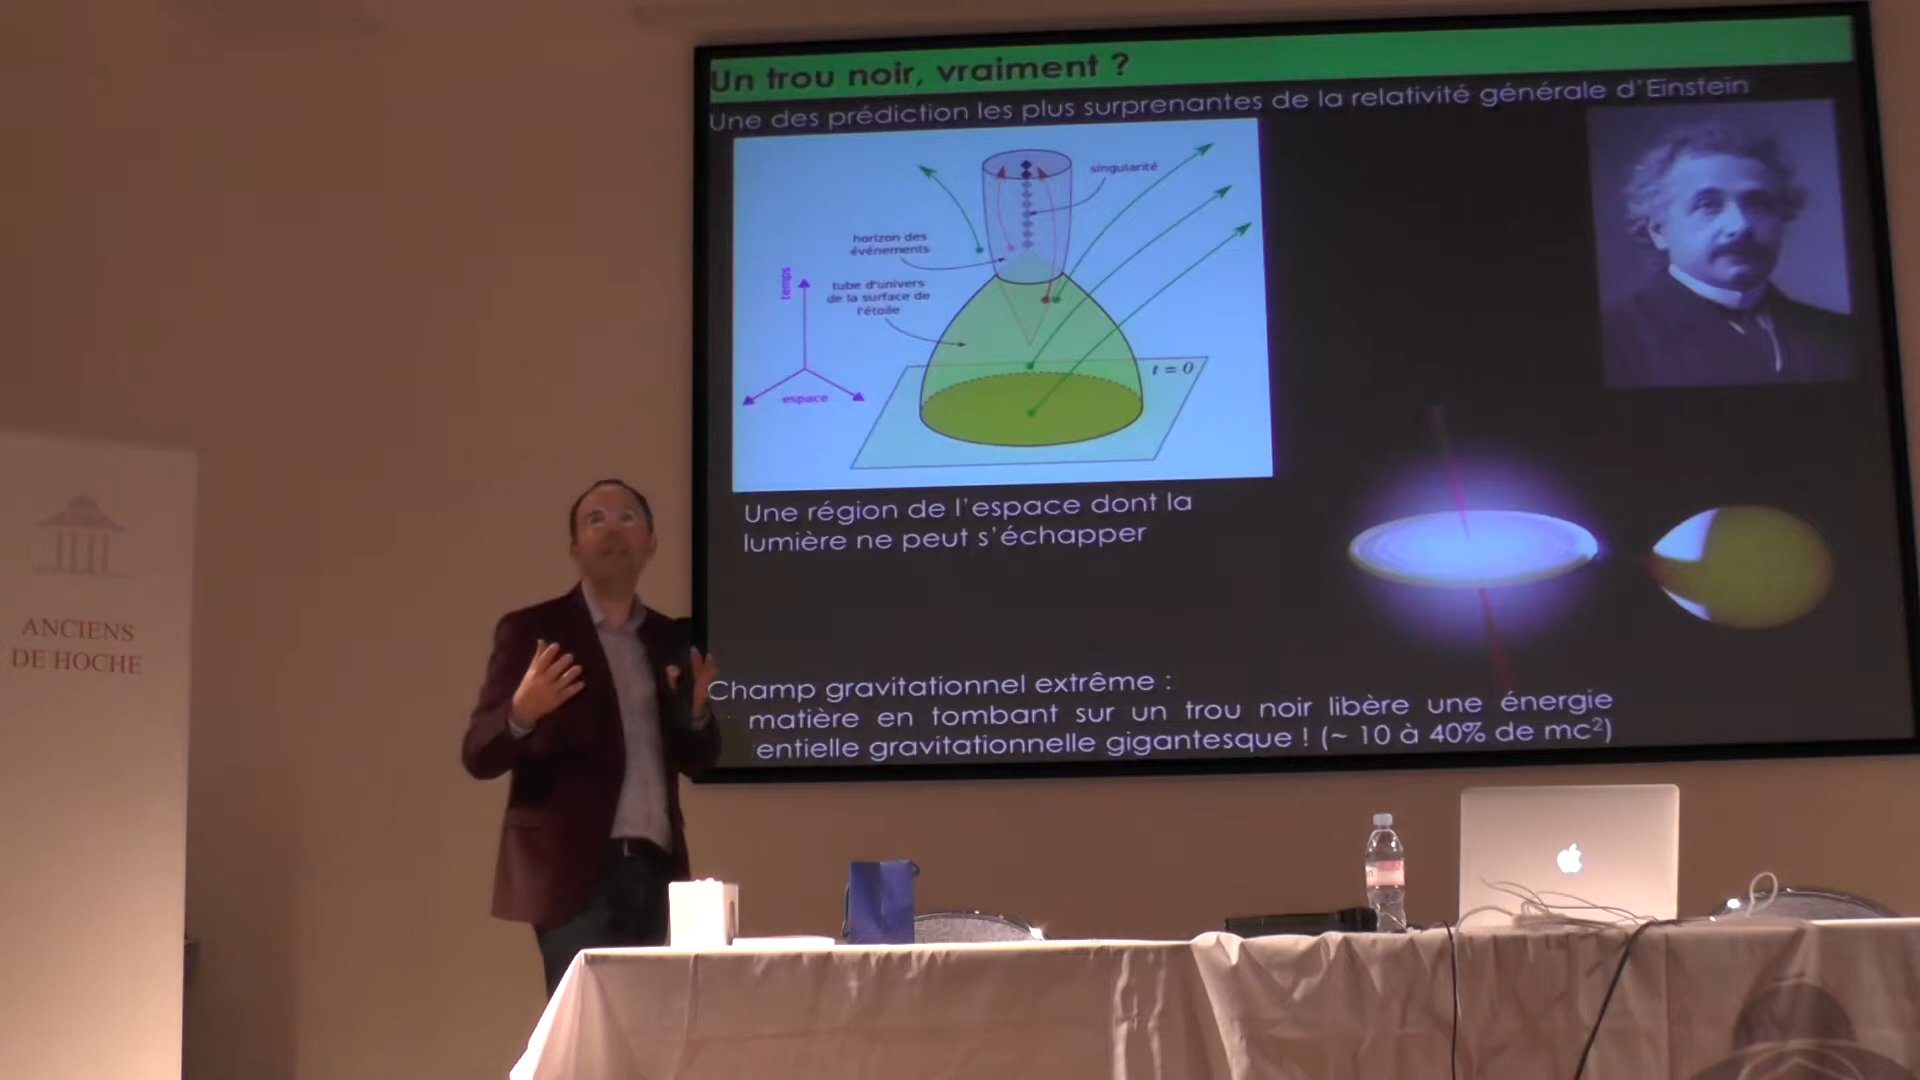 Un trou noir, vraiment ?
Une des prédiction les plus surprenantes de la relativité générale d'Einstein
singularité
horizon des
événements
tube d'univers
de la surface de
l'étoile
temps
espace
t = 0
Une région de l'espace dont la
lumière ne peut s'échapper
Champ gravitationnel extrême :
matière en tombant sur un trou noir libère une énergie
entielle gravitationnelle gigantesque ! (~ 10 à 40% de mc²)
ANCIENS
DE HOCHE